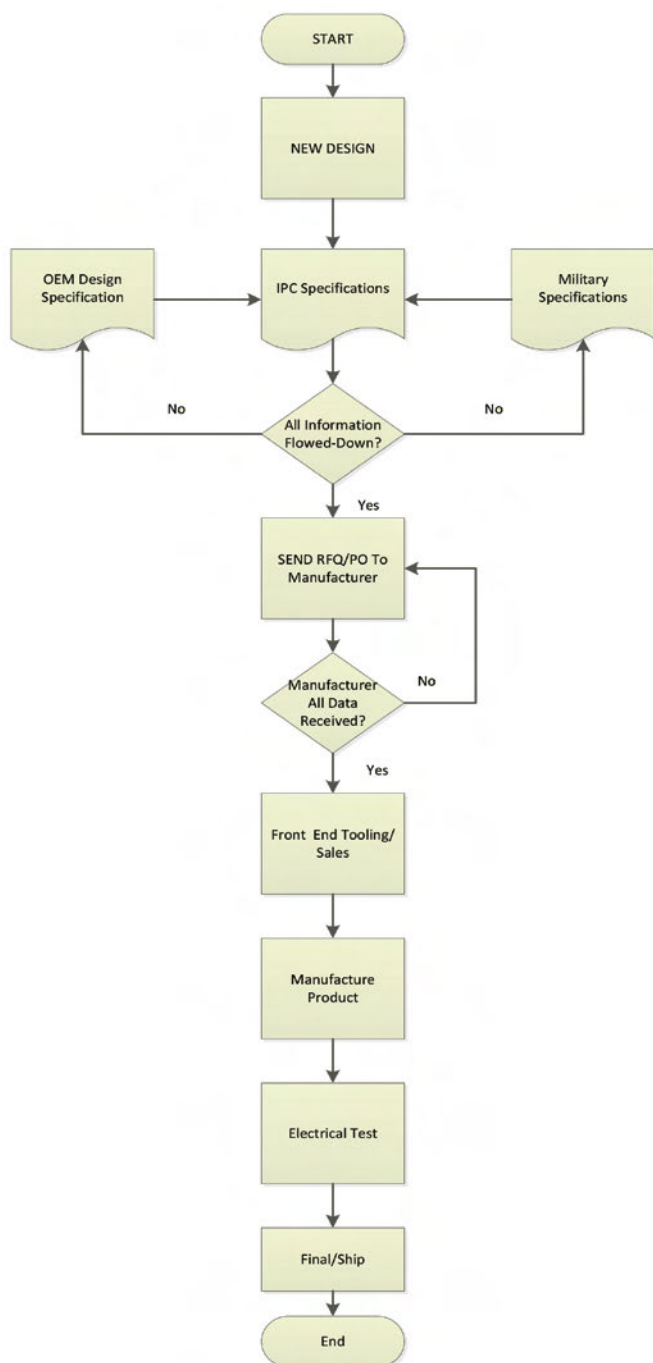 START
NEW DESIGN
OEM Design
Specification
IPC Specifications
Military
Specifications
No
All Information
Flowed-Down?
No
Yes
SEND RFQ/PO To
Manufacturer
Manufacturer
All Data
Received?
No
Yes
Front End Tooling/
Sales
Manufacture
Product
Electrical Test
Final/Ship
End